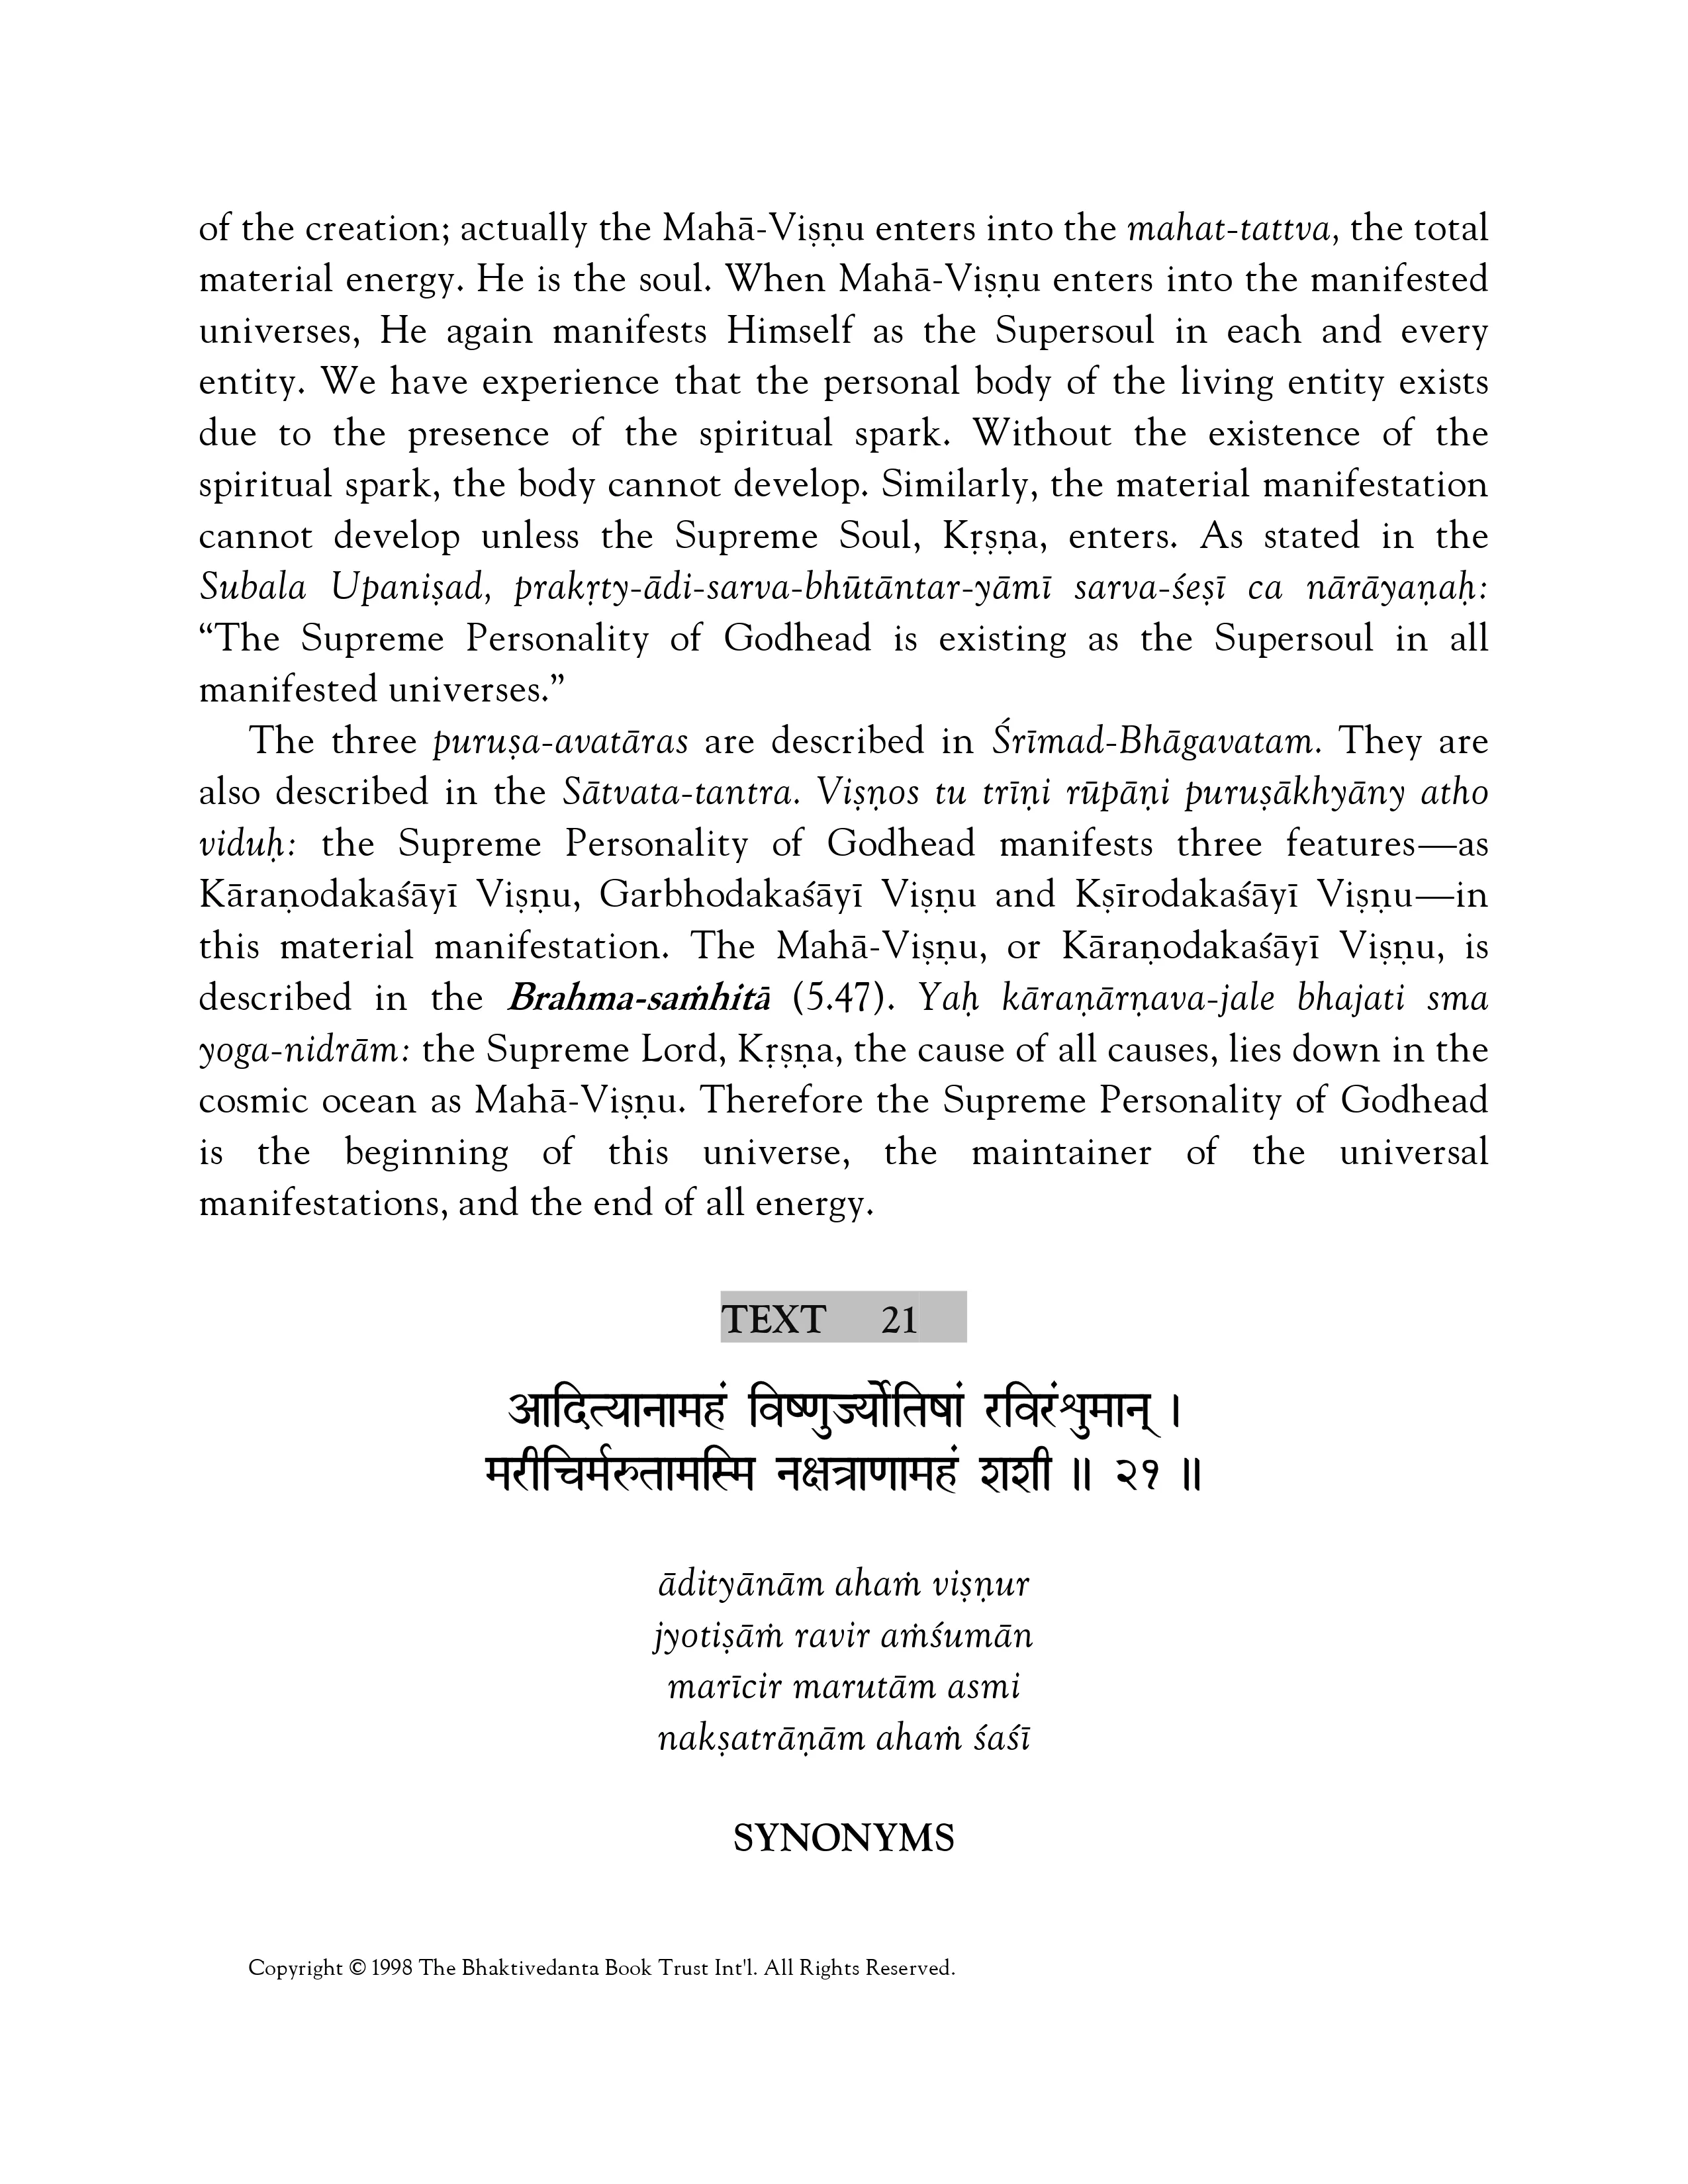 of the creation; actually the Mahā-Viṣṇu enters into the mahat-tattva, the total
material energy. He is the soul. When Mahā-Viṣṇu enters into the manifested
universes, He again manifests Himself as the Supersoul in each and every
entity. We have experience that the personal body of the living entity exists
due to the presence of the spiritual spark. Without the existence of the
spiritual spark, the body cannot develop. Similarly, the material manifestation
cannot develop unless the Supreme Soul, Kṛṣṇa, enters. As stated in the
Subala Upaniṣad, prakṛty-ādi-sarva-bhūtāntar-yāmī sarva-śeṣī ca nārāyaṇaḥ:
“The Supreme Personality of Godhead is existing as the Supersoul in all
manifested universes.”
The three puruṣa-avatāras are described in Śrīmad-Bhāgavatam. They are
also described in the Sātvata-tantra. Viṣṇos tu trīṇi rūpāṇi puruṣākhyāny atho
viduḥ: the Supreme Personality of Godhead manifests three features—as
Kāraṇodakaśāyī Viṣṇu, Garbhodakaśāyī Viṣṇu and Kṣīrodakaśāyī Viṣṇu—in
this material manifestation. The Mahā-Viṣṇu, or Kāraṇodakaśāyī Viṣṇu, is
described in the Brahma-saṁhitā (5.47). Yaḥ kāraṇārṇava-jale bhajati sma
yoga-nidrām: the Supreme Lord, Kṛṣṇa, the cause of all causes, lies down in the
cosmic ocean as Mahā-Viṣṇu. Therefore the Supreme Personality of Godhead
is the beginning of this universe, the maintainer of the universal
manifestations, and the end of all energy.
TEXT 21
आदित्यानामहं विष्णुर्ज्योतिषां रविरंशुमान् ।
मरीचिर्मरुतामस्मि नक्षत्राणामहं शशी ॥ २१ ॥
ādityānām ahaṁ viṣṇur
jyotiṣāṁ ravir aṁśumān
marīcir marutām asmi
nakṣatrāṇām ahaṁ śaśī
SYNONYMS
Copyright © 1998 The Bhaktivedanta Book Trust Int'l. All Rights Reserved.